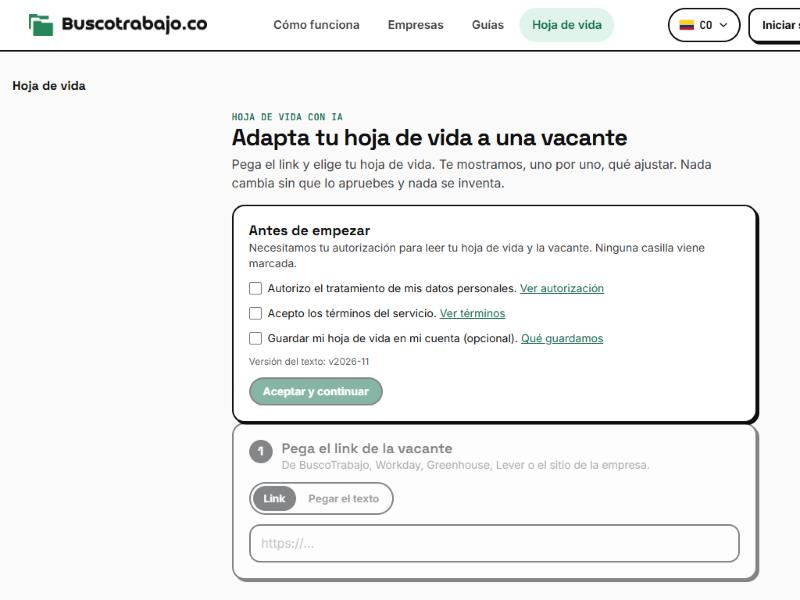 Buscotrabajo.co
Cómo funciona
Empresas
Guías
Hoja de vida
CO
Iniciar
Hoja de vida
HOJA DE VIDA CON IA
Adapta tu hoja de vida a una vacante
Pega el link y elige tu hoja de vida. Te mostramos, uno por uno, qué ajustar. Nada
cambia sin que lo apruebes y nada se inventa.
Antes de empezar
Necesitamos tu autorización para leer tu hoja de vida y la vacante. Ninguna casilla viene
marcada.
Autorizo el tratamiento de mis datos personales. Ver autorización
Acepto los términos del servicio. Ver términos
Guardar mi hoja de vida en mi cuenta (opcional). Qué guardamos
Versión del texto: v2026-11
Aceptar y continuar
1 Pega el link de la vacante
De BuscoTrabajo, Workday, Greenhouse, Lever o el sitio de la empresa.
Link
Pegar el texto
https://...